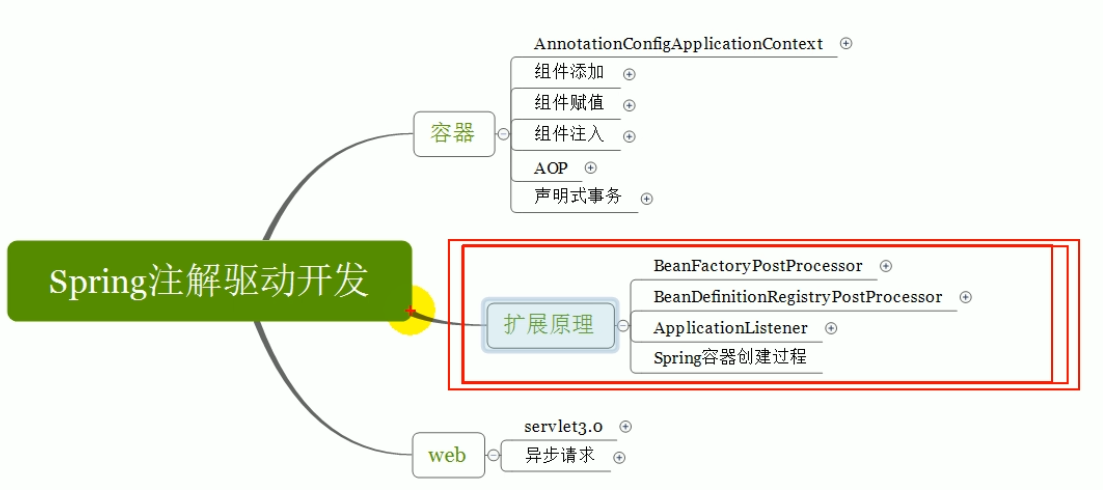 Spring注解驱动开发
容器
AnnotationConfigApplicationContext
组件添加
组件赋值
组件注入
AOP
声明式事务
扩展原理
BeanFactoryPostProcessor
BeanDefinitionRegistryPostProcessor
ApplicationListener
Spring容器创建过程
web
servlet3.0
异步请求